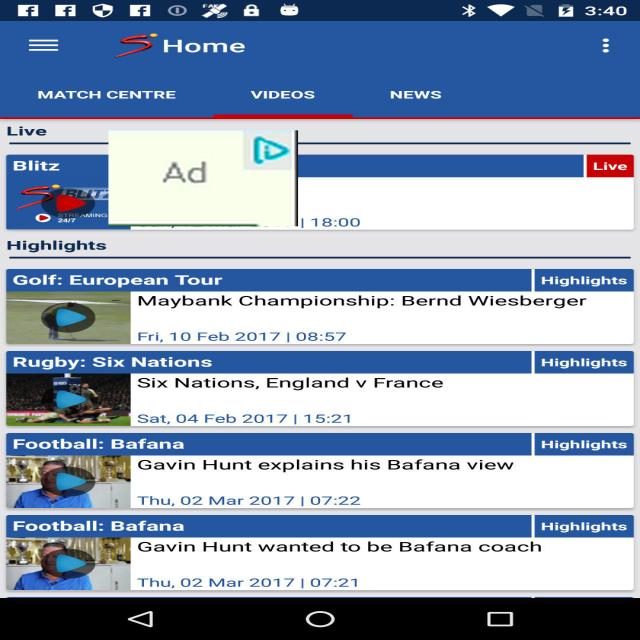 3:40
Home
MATCH CENTRE VIDEOS NEWS
Live
Blitz Live
Ad
BLITZ
STREAMING
24/7
| 18:00
Highlights
Golf: European Tour Highlights
Maybank Championship: Bernd Wiesberger
Fri, 10 Feb 2017 | 08:57
Rugby: Six Nations Highlights
Six Nations, England v France
Sat, 04 Feb 2017 | 15:21
Football: Bafana Highlights
Gavin Hunt explains his Bafana view
Thu, 02 Mar 2017 | 07:22
Football: Bafana Highlights
Gavin Hunt wanted to be Bafana coach
Thu, 02 Mar 2017 | 07:21